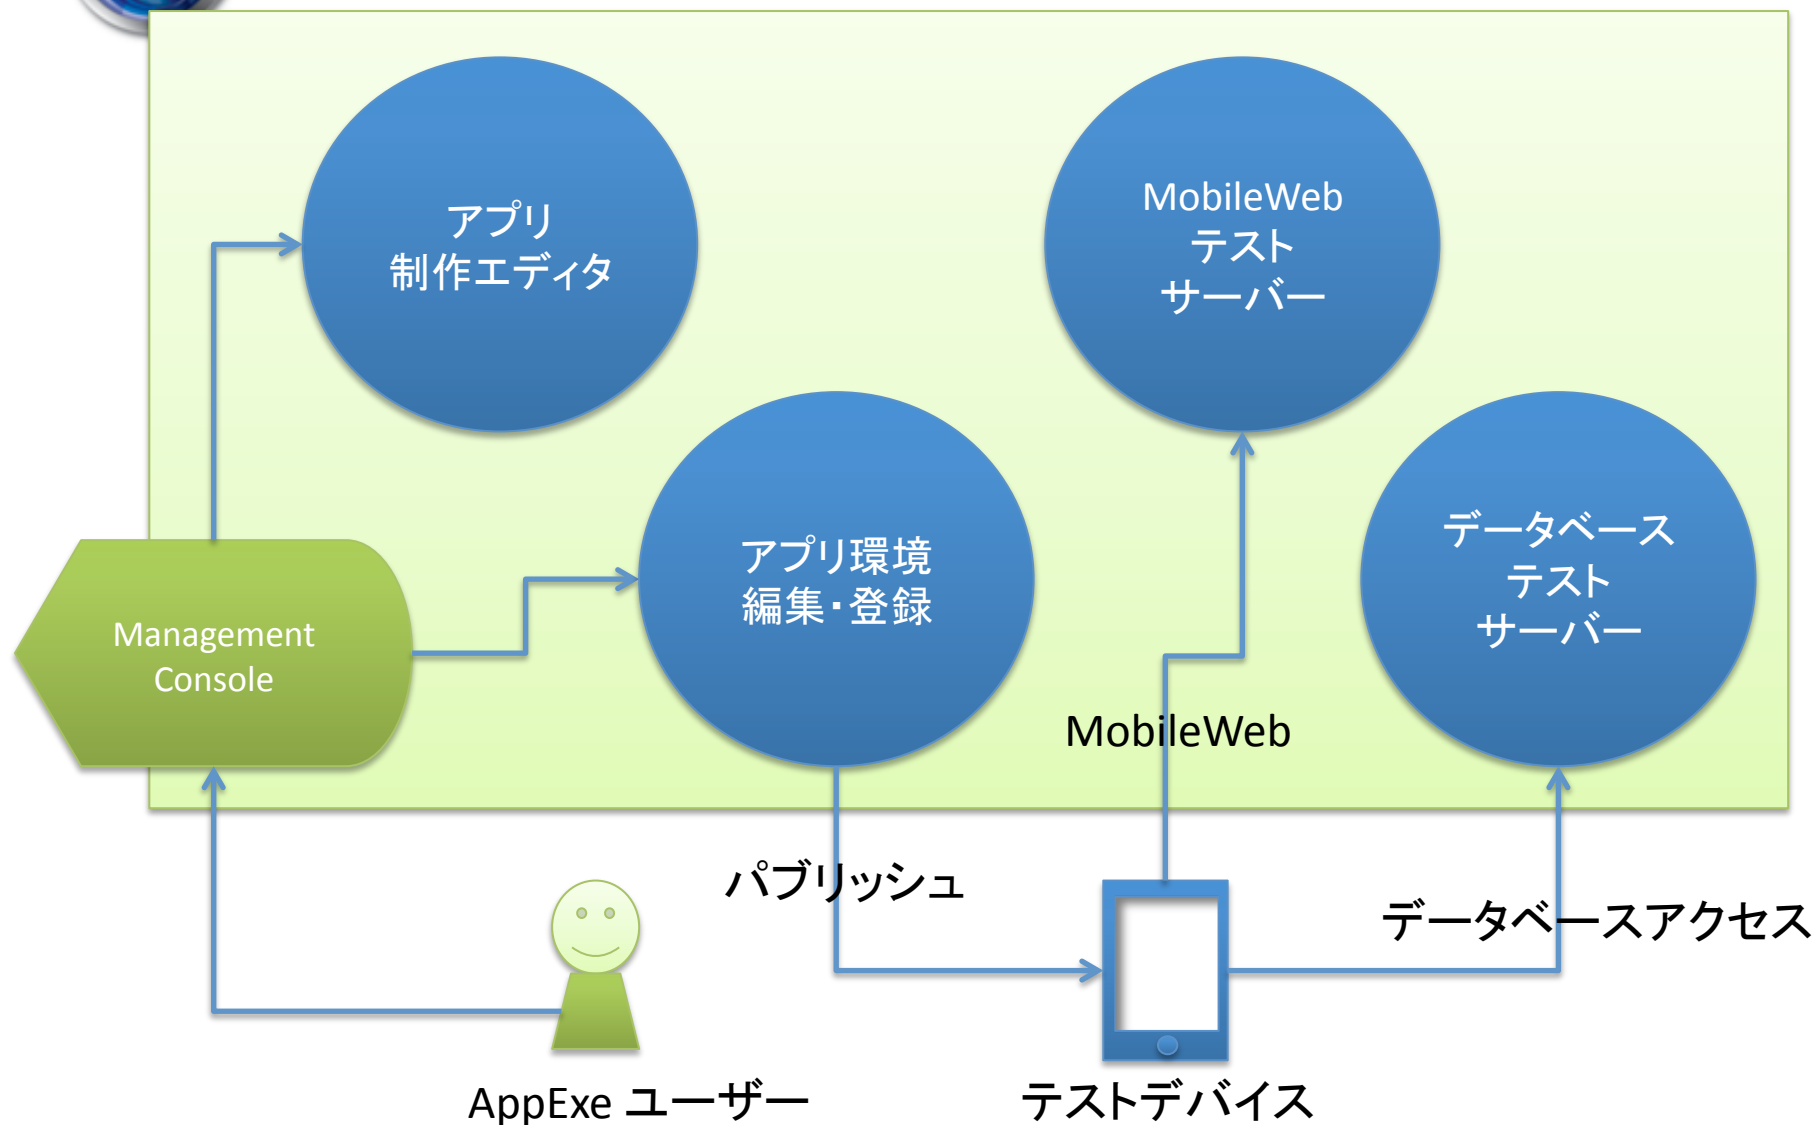 アプリ
制作エディタ
MobileWeb
テスト
サーバー
アプリ環境
編集・登録
データベース
テスト
サーバー
Management
Console
MobileWeb
パブリッシュ
データベースアクセス
AppExe ユーザー
テストデバイス